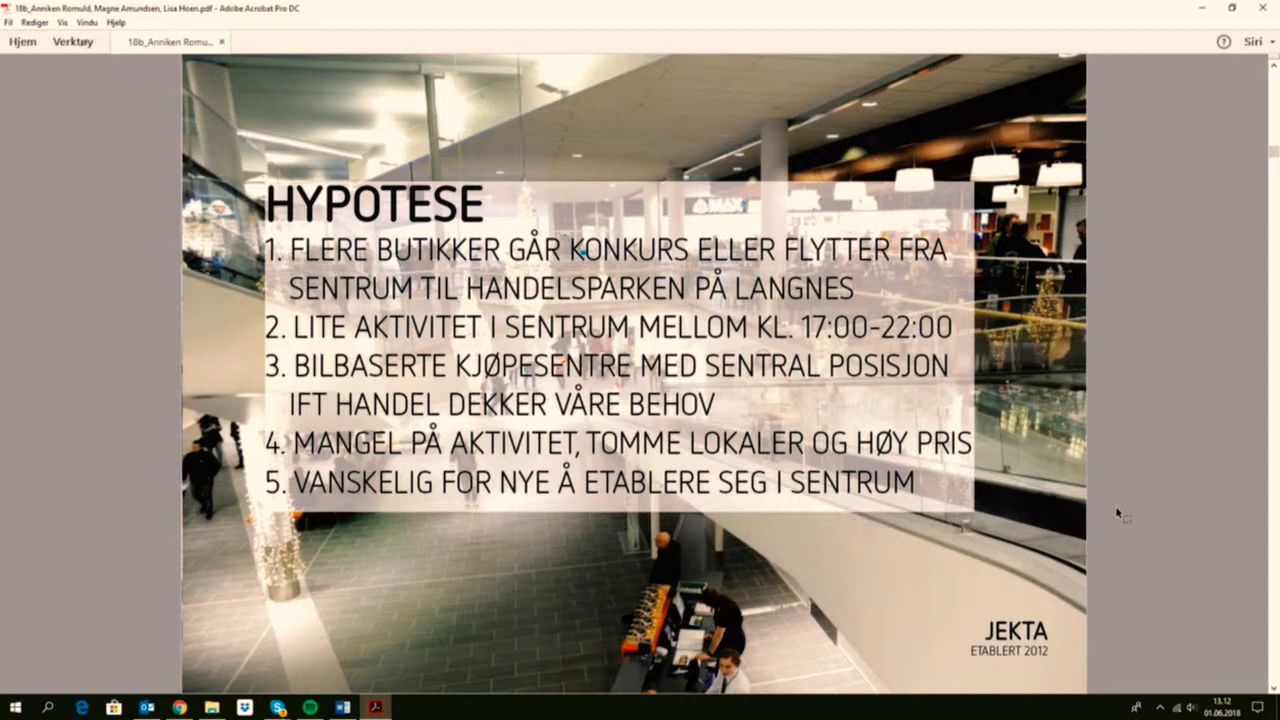 18b_Anniken Romuld, Magne Amundsen, Lisa Hoen.pdf - Adobe Acrobat Pro DC
Fil Rediger Vis Vindu Hjelp
Hjem Verktøy 18b_Anniken Romu... × Siri
MAX
HYPOTESE
1. FLERE BUTIKKER GÅR KONKURS ELLER FLYTTER FRA
SENTRUM TIL HANDELSPARKEN PÅ LANGNES
2. LITE AKTIVITET I SENTRUM MELLOM KL. 17:00-22:00
3. BILBASERTE KJØPESENTRE MED SENTRAL POSISJON
IFT HANDEL DEKKER VÅRE BEHOV
4. MANGEL PÅ AKTIVITET, TOMME LOKALER OG HØY PRIS
5. VANSKELIG FOR NYE Å ETABLERE SEG I SENTRUM
JEKTA
ETABLERT 2012
13.12
01.06.2018